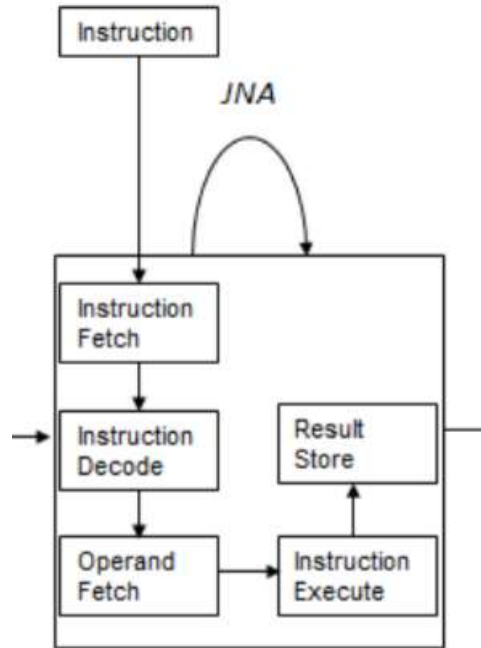 Instruction
JNA
Instruction
Fetch
Instruction
Decode
Operand
Fetch
Result
Store
Instruction
Execute